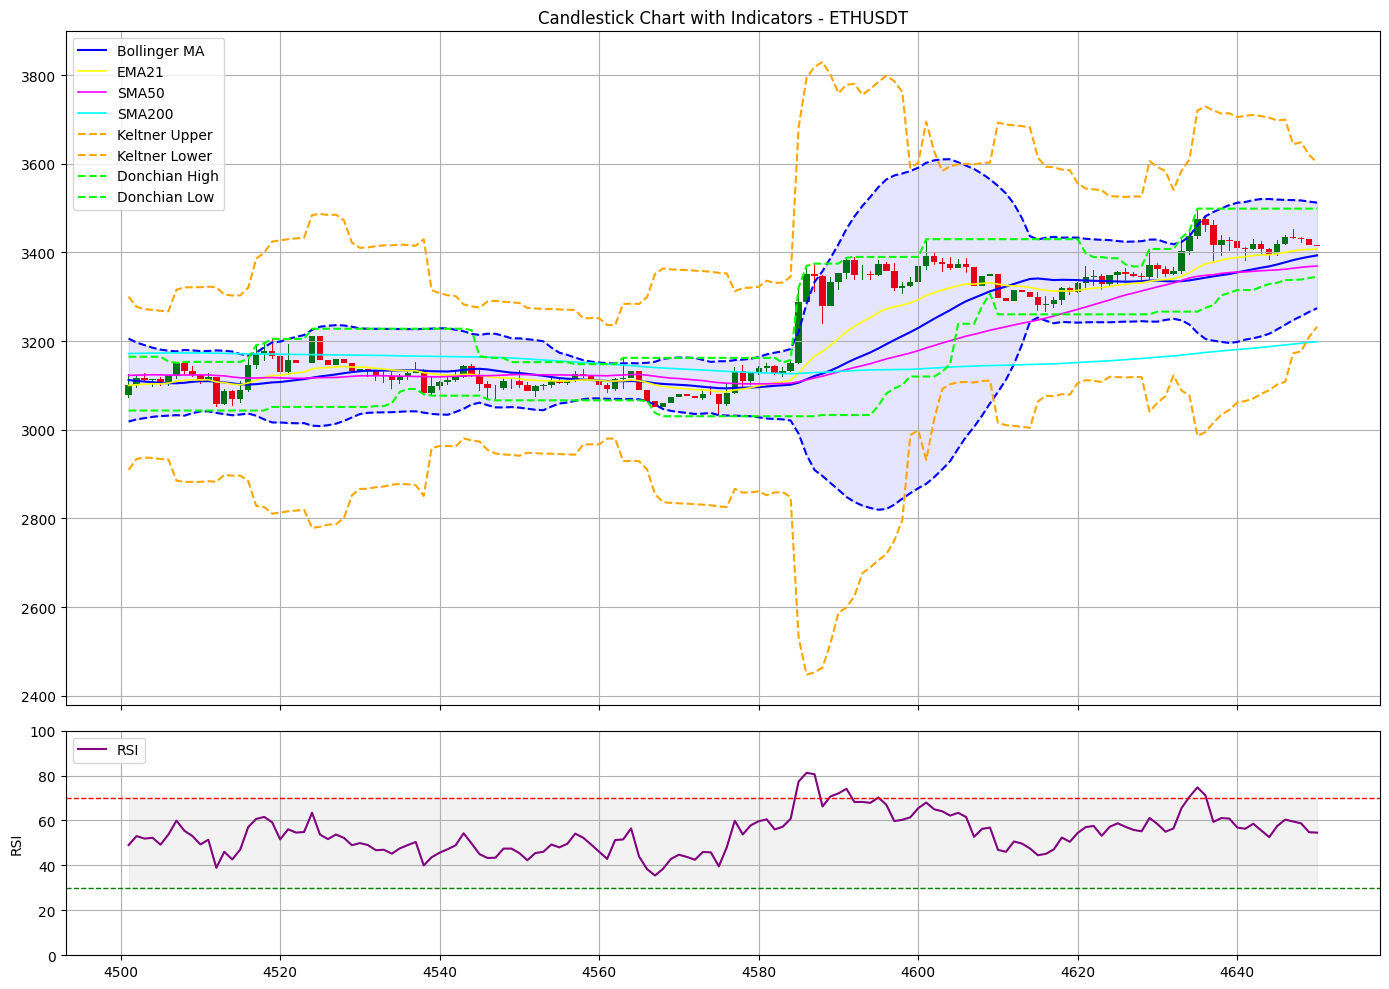 Candlestick Chart with Indicators - ETHUSDT
Bollinger MA
EMA21
SMA50
SMA200
Keltner Upper
Keltner Lower
Donchian High
Donchian Low
3800
3600
3400
3200
3000
2800
2600
2400
RSI
100
80
60
40
20
0
RSI
4500 4520 4540 4560 4580 4600 4620 4640